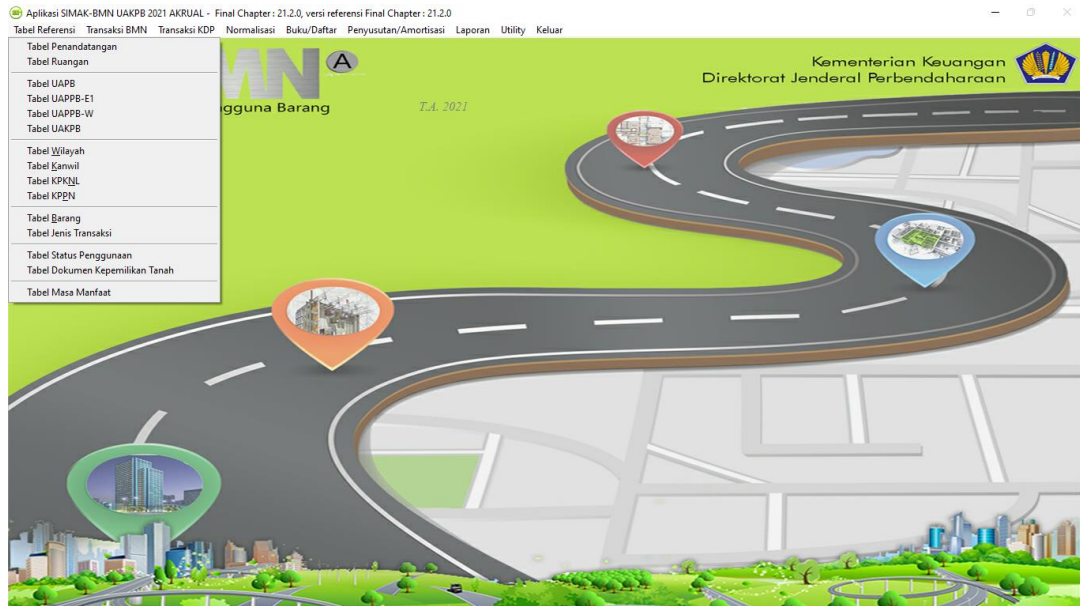 Aplikasi SIMAK-BMN UAKPB 2021 AKRUAL - Final Chapter : 21.2.0, versi referensi Final Chapter : 21.2.0
Tabel Referensi Transaksi BMN Transaksi KDP Normalisasi Buku/Daftar Penyusutan/Amortisasi Laporan Utility Keluar
Tabel Penandatangan
Tabel Ruangan
Tabel UAPB
Tabel UAPPB-E1
Tabel UAPPB-W
Tabel UAKPB
Tabel Wilayah
Tabel Kanwil
Tabel KPKNL
Tabel KPPN
Tabel Barang
Tabel Jenis Transaksi
Tabel Status Penggunaan
Tabel Dokumen Kepemilikan Tanah
Tabel Masa Manfaat
MN A
gguna Barang
T.A. 2021
Kementerian Keuangan
Direktorat Jenderal Perbendaharaan